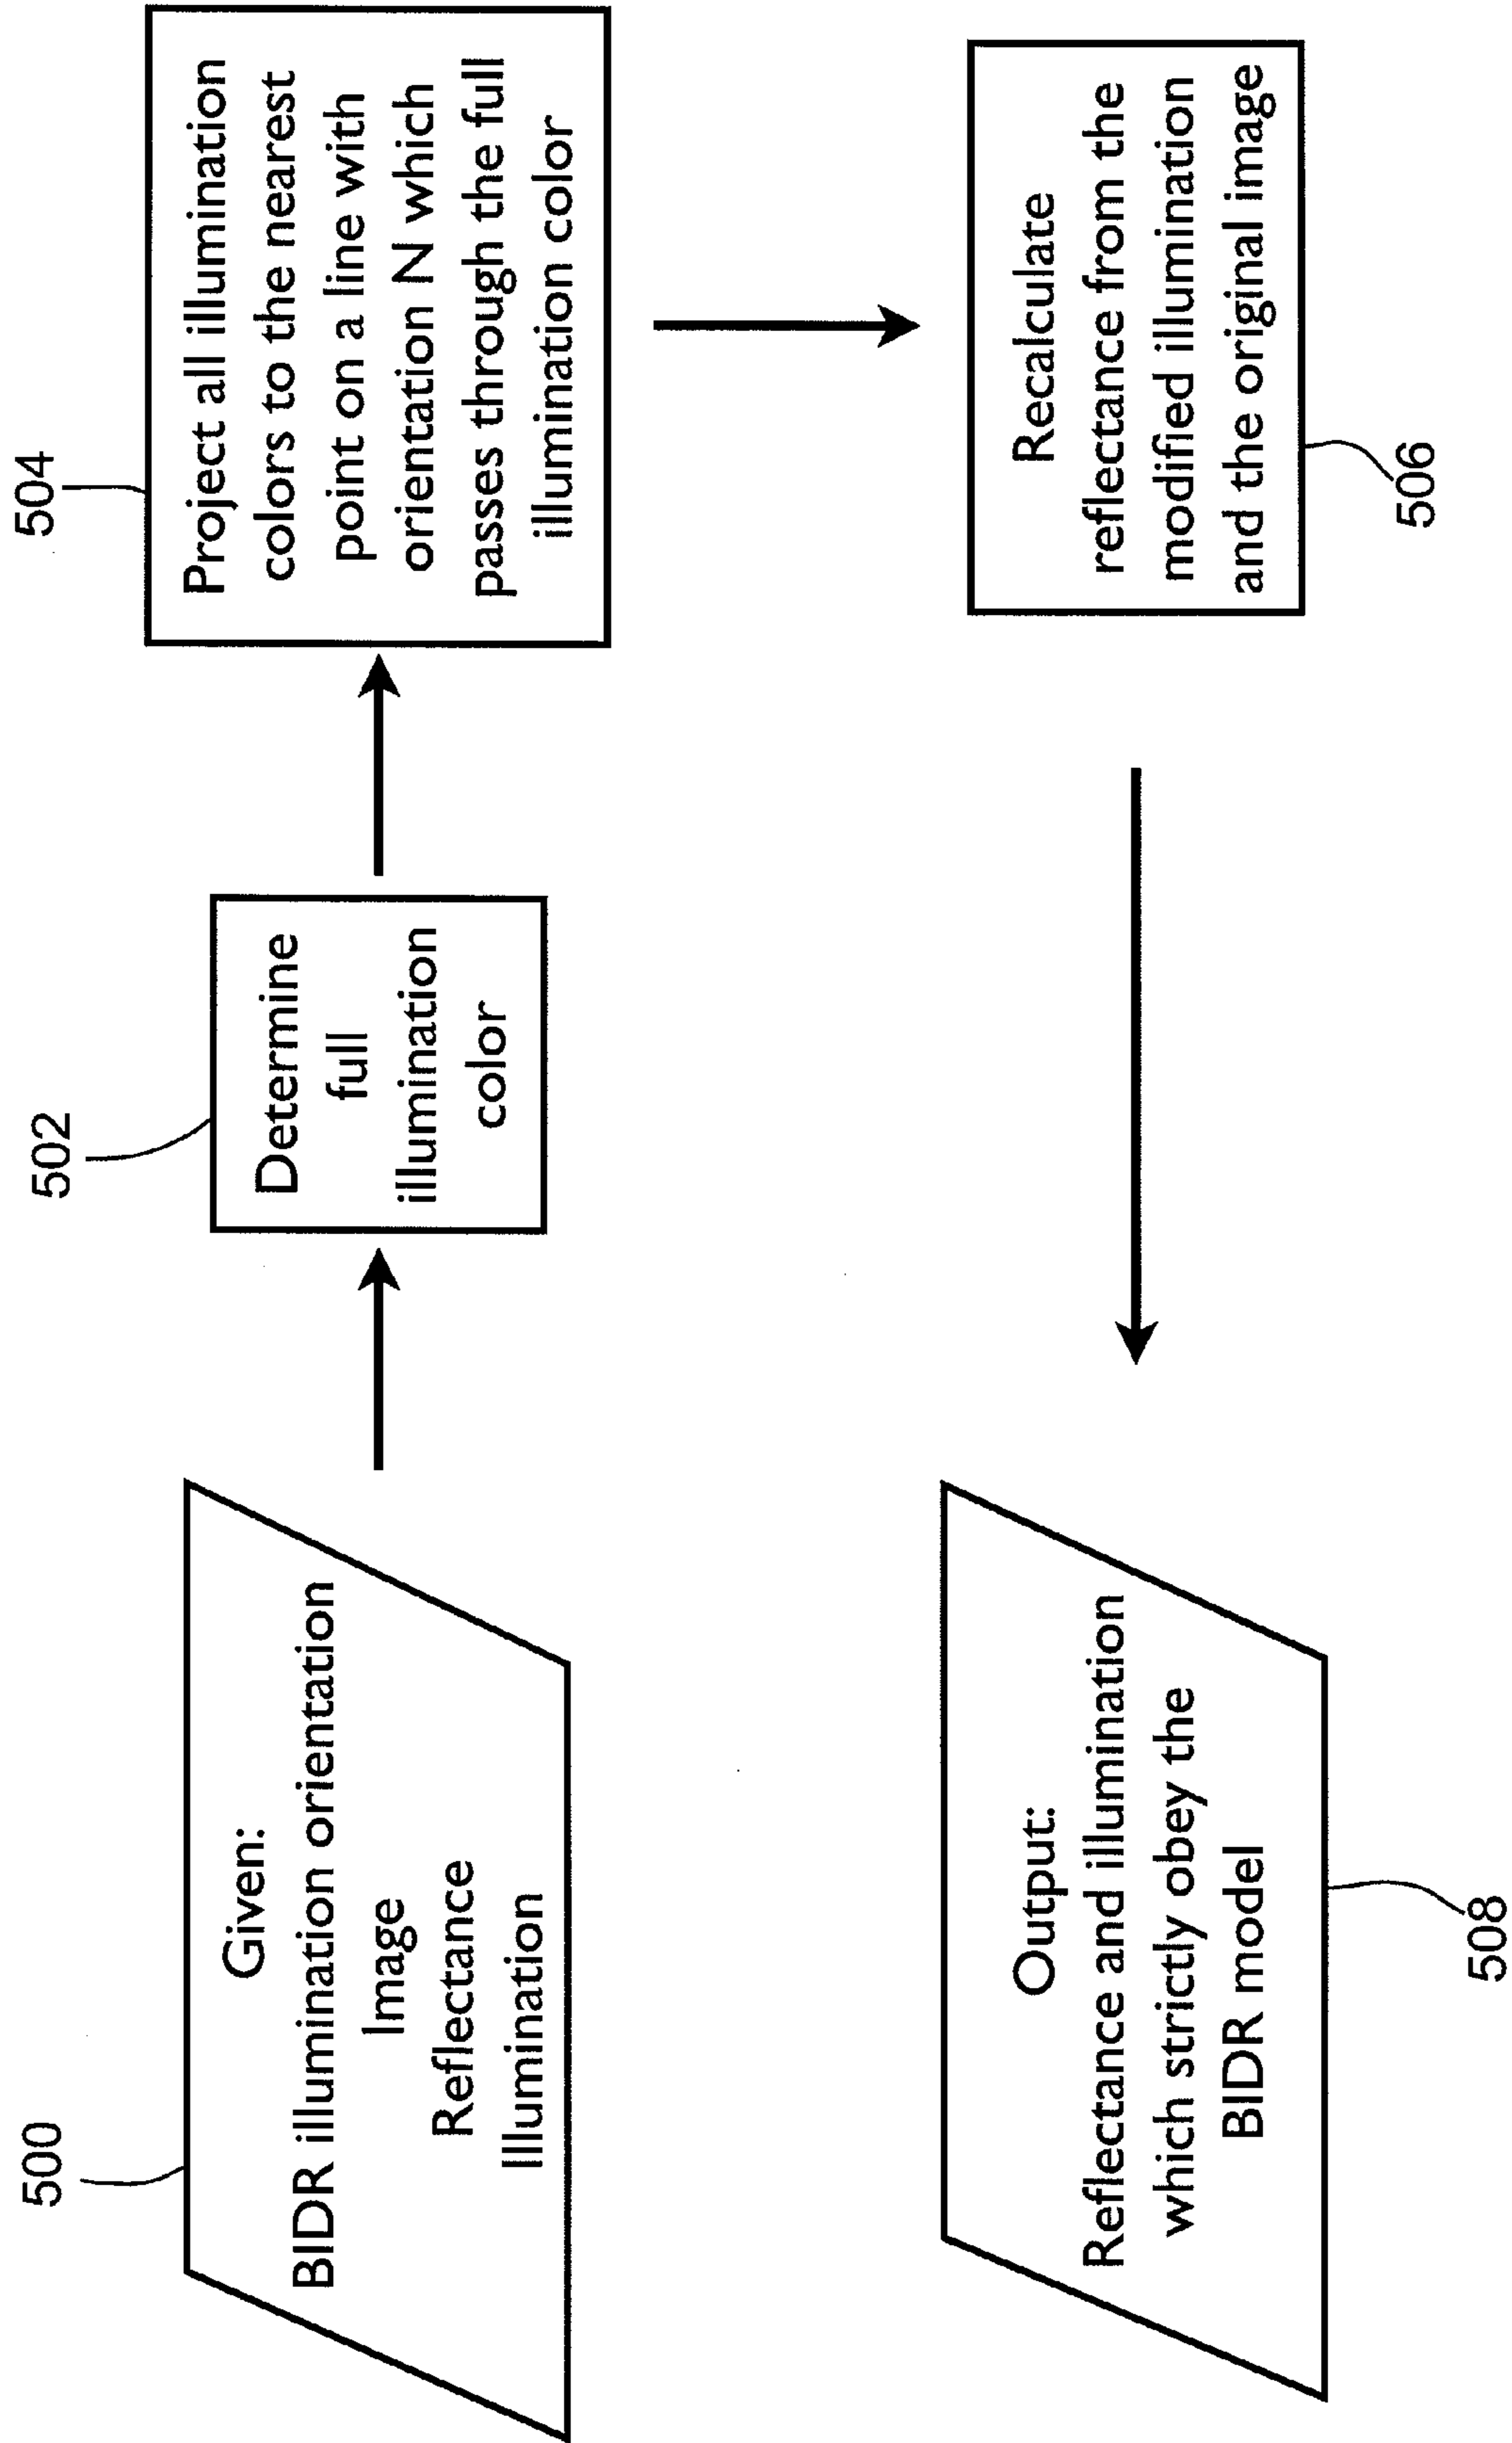 500
Given:
BIDR illumination orientation
Image
Reflectance
Illumination
502
Determine
full
illumination
color
504
Project all illumination
colors to the nearest
point on a line with
orientation N which
passes through the full
illumination color
Recalculate
reflectance from the
modified illumination
and the original image
506
Output:
Reflectance and illumination
which strictly obey the
BIDR model
508